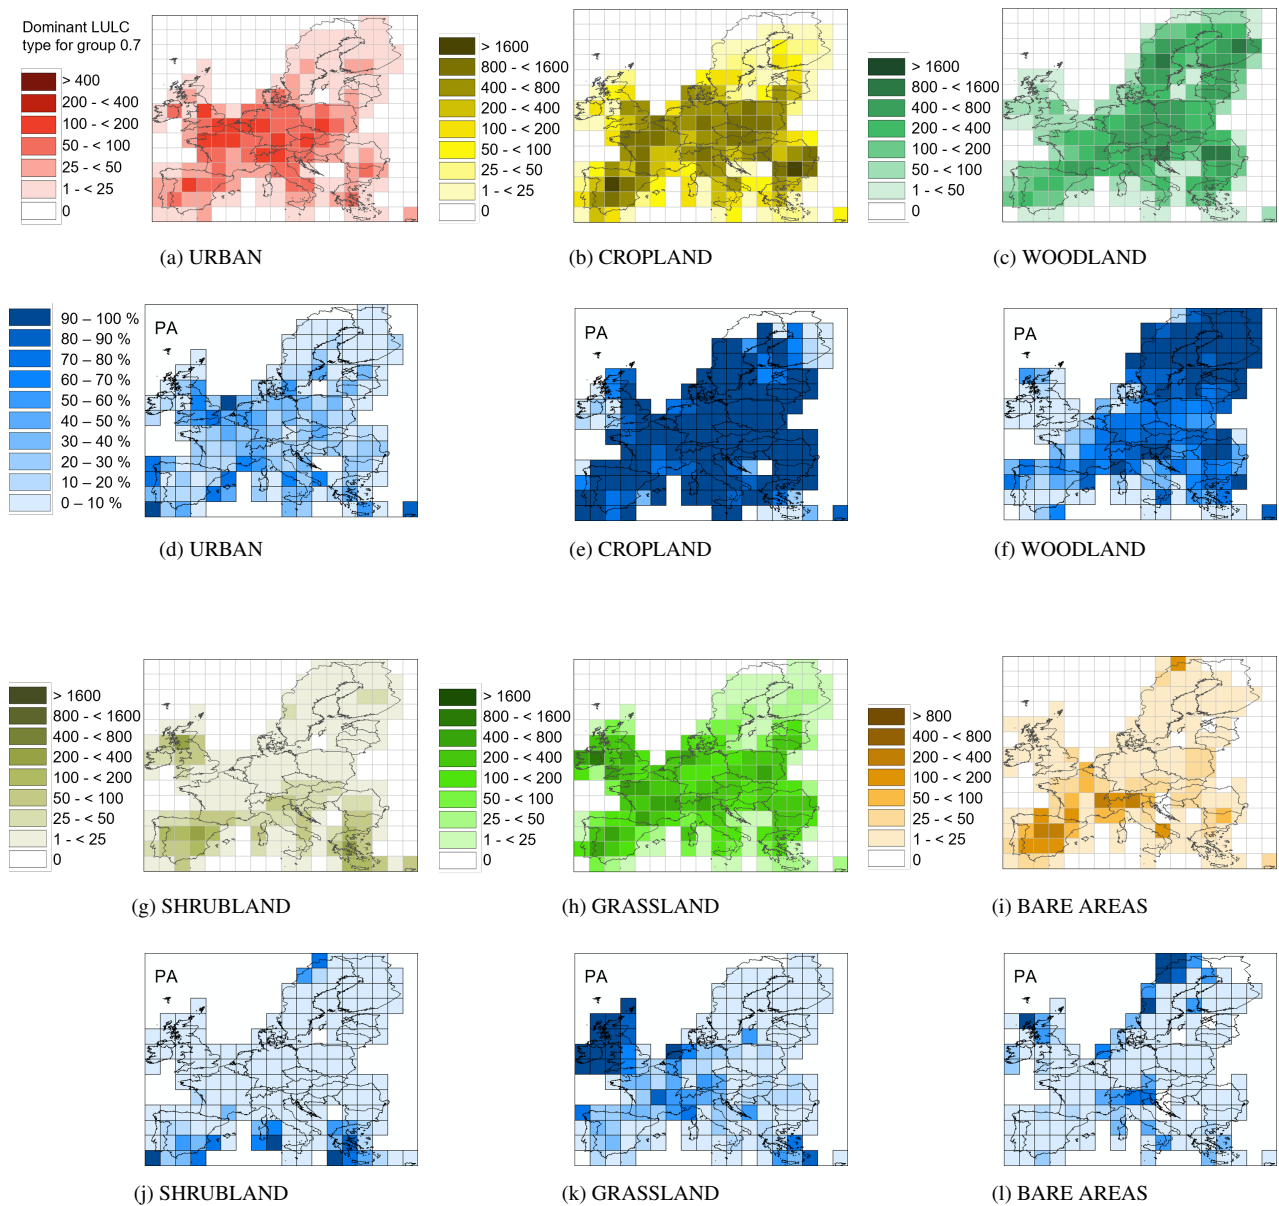 Dominant LULC
type for group 0.7
> 400
200 - < 400
100 - < 200
50 - < 100
25 - < 50
1 - < 25
0
> 1600
800 - < 1600
400 - < 800
200 - < 400
100 - < 200
50 - < 100
25 - < 50
1 - < 25
0
> 1600
800 - < 1600
400 - < 800
200 - < 400
100 - < 200
50 - < 100
1 - < 50
0
(a) URBAN
(b) CROPLAND
(c) WOODLAND
90 – 100 %
80 – 90 %
70 – 80 %
60 – 70 %
50 – 60 %
40 – 50 %
30 – 40 %
20 – 30 %
10 – 20 %
0 – 10 %
PA
PA
PA
(d) URBAN
(e) CROPLAND
(f) WOODLAND
> 1600
800 - < 1600
400 - < 800
200 - < 400
100 - < 200
50 - < 100
25 - < 50
1 - < 25
0
> 1600
800 - < 1600
400 - < 800
200 - < 400
100 - < 200
50 - < 100
25 - < 50
1 - < 25
0
> 800
400 - < 800
200 - < 400
100 - < 200
50 - < 100
25 - < 50
1 - < 25
0
(g) SHRUBLAND
(h) GRASSLAND
(i) BARE AREAS
PA
PA
PA
(j) SHRUBLAND
(k) GRASSLAND
(l) BARE AREAS